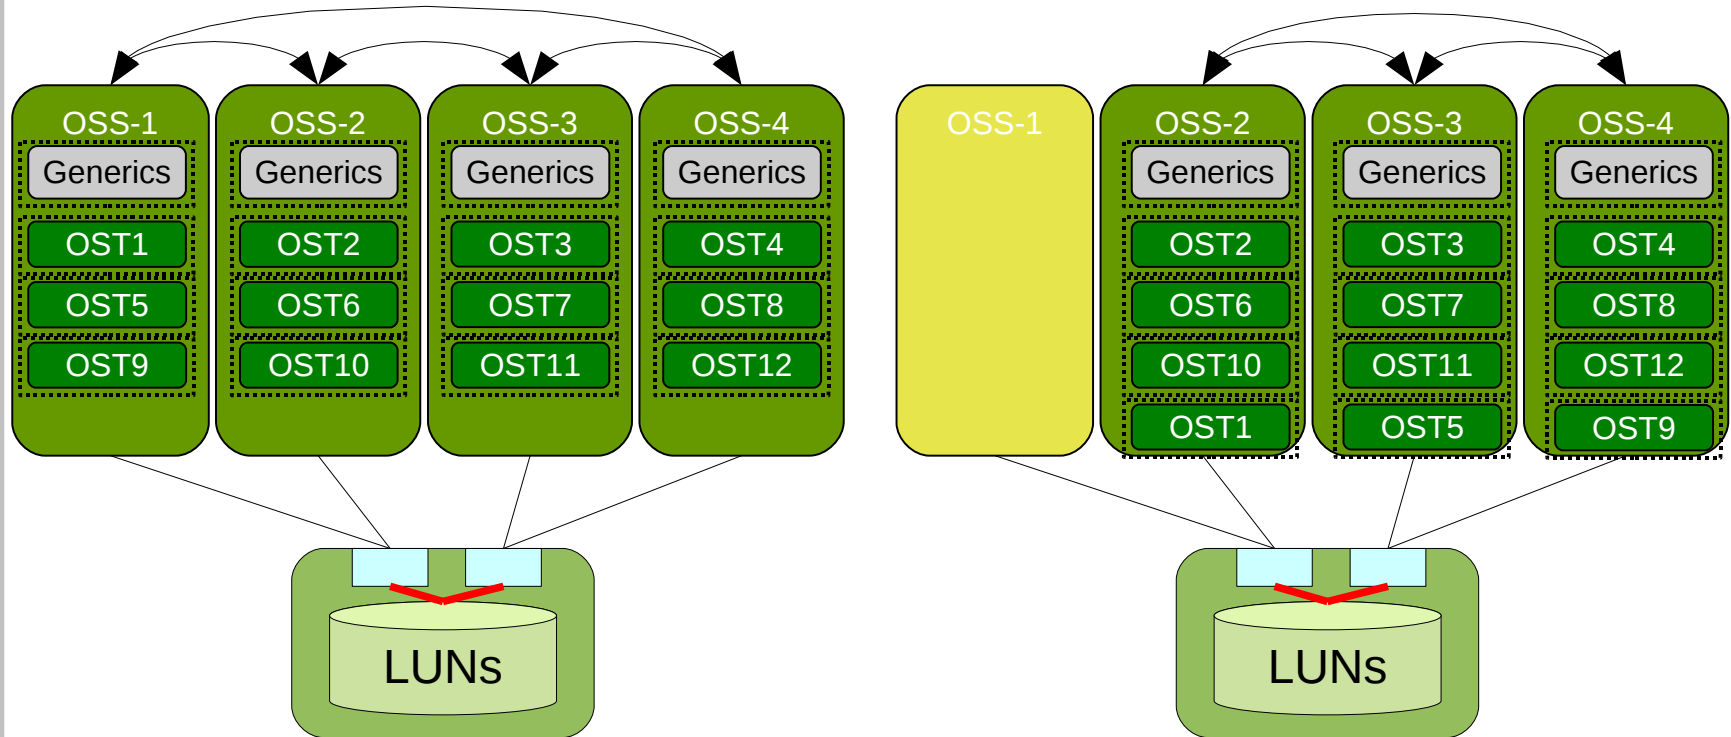 OSS-1 OSS-2 OSS-3 OSS-4
Generics Generics Generics Generics
OST1 OST2 OST3 OST4
OST5 OST6 OST7 OST8
OST9 OST10 OST11 OST12
LUNs
OSS-1 OSS-2 OSS-3 OSS-4
Generics Generics Generics
OST2 OST3 OST4
OST6 OST7 OST8
OST10 OST11 OST12
OST1 OST5 OST9
LUNs